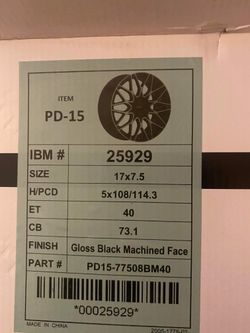 ITEM
PD-15
IBM # 25929
SIZE 17x7.5
H/PCD 5x108/114.3
ET 40
CB 73.1
FINISH Gloss Black Machined Face
PART # PD15-77508BM40
*00025929*
MADE IN CHINA